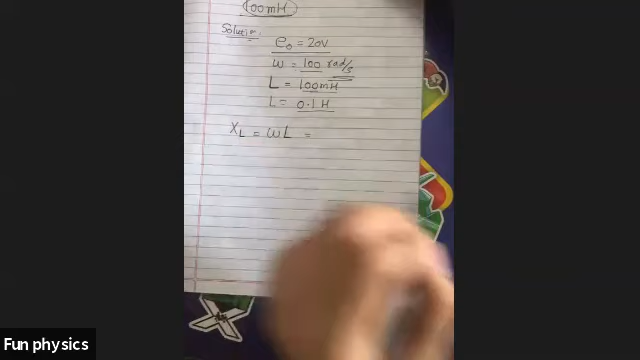 100mH
Solution
e₀ = 20V
ω = 100 rad/s
L = 100mH
L = 0.1 H
X_L = ωL =
Fun physics